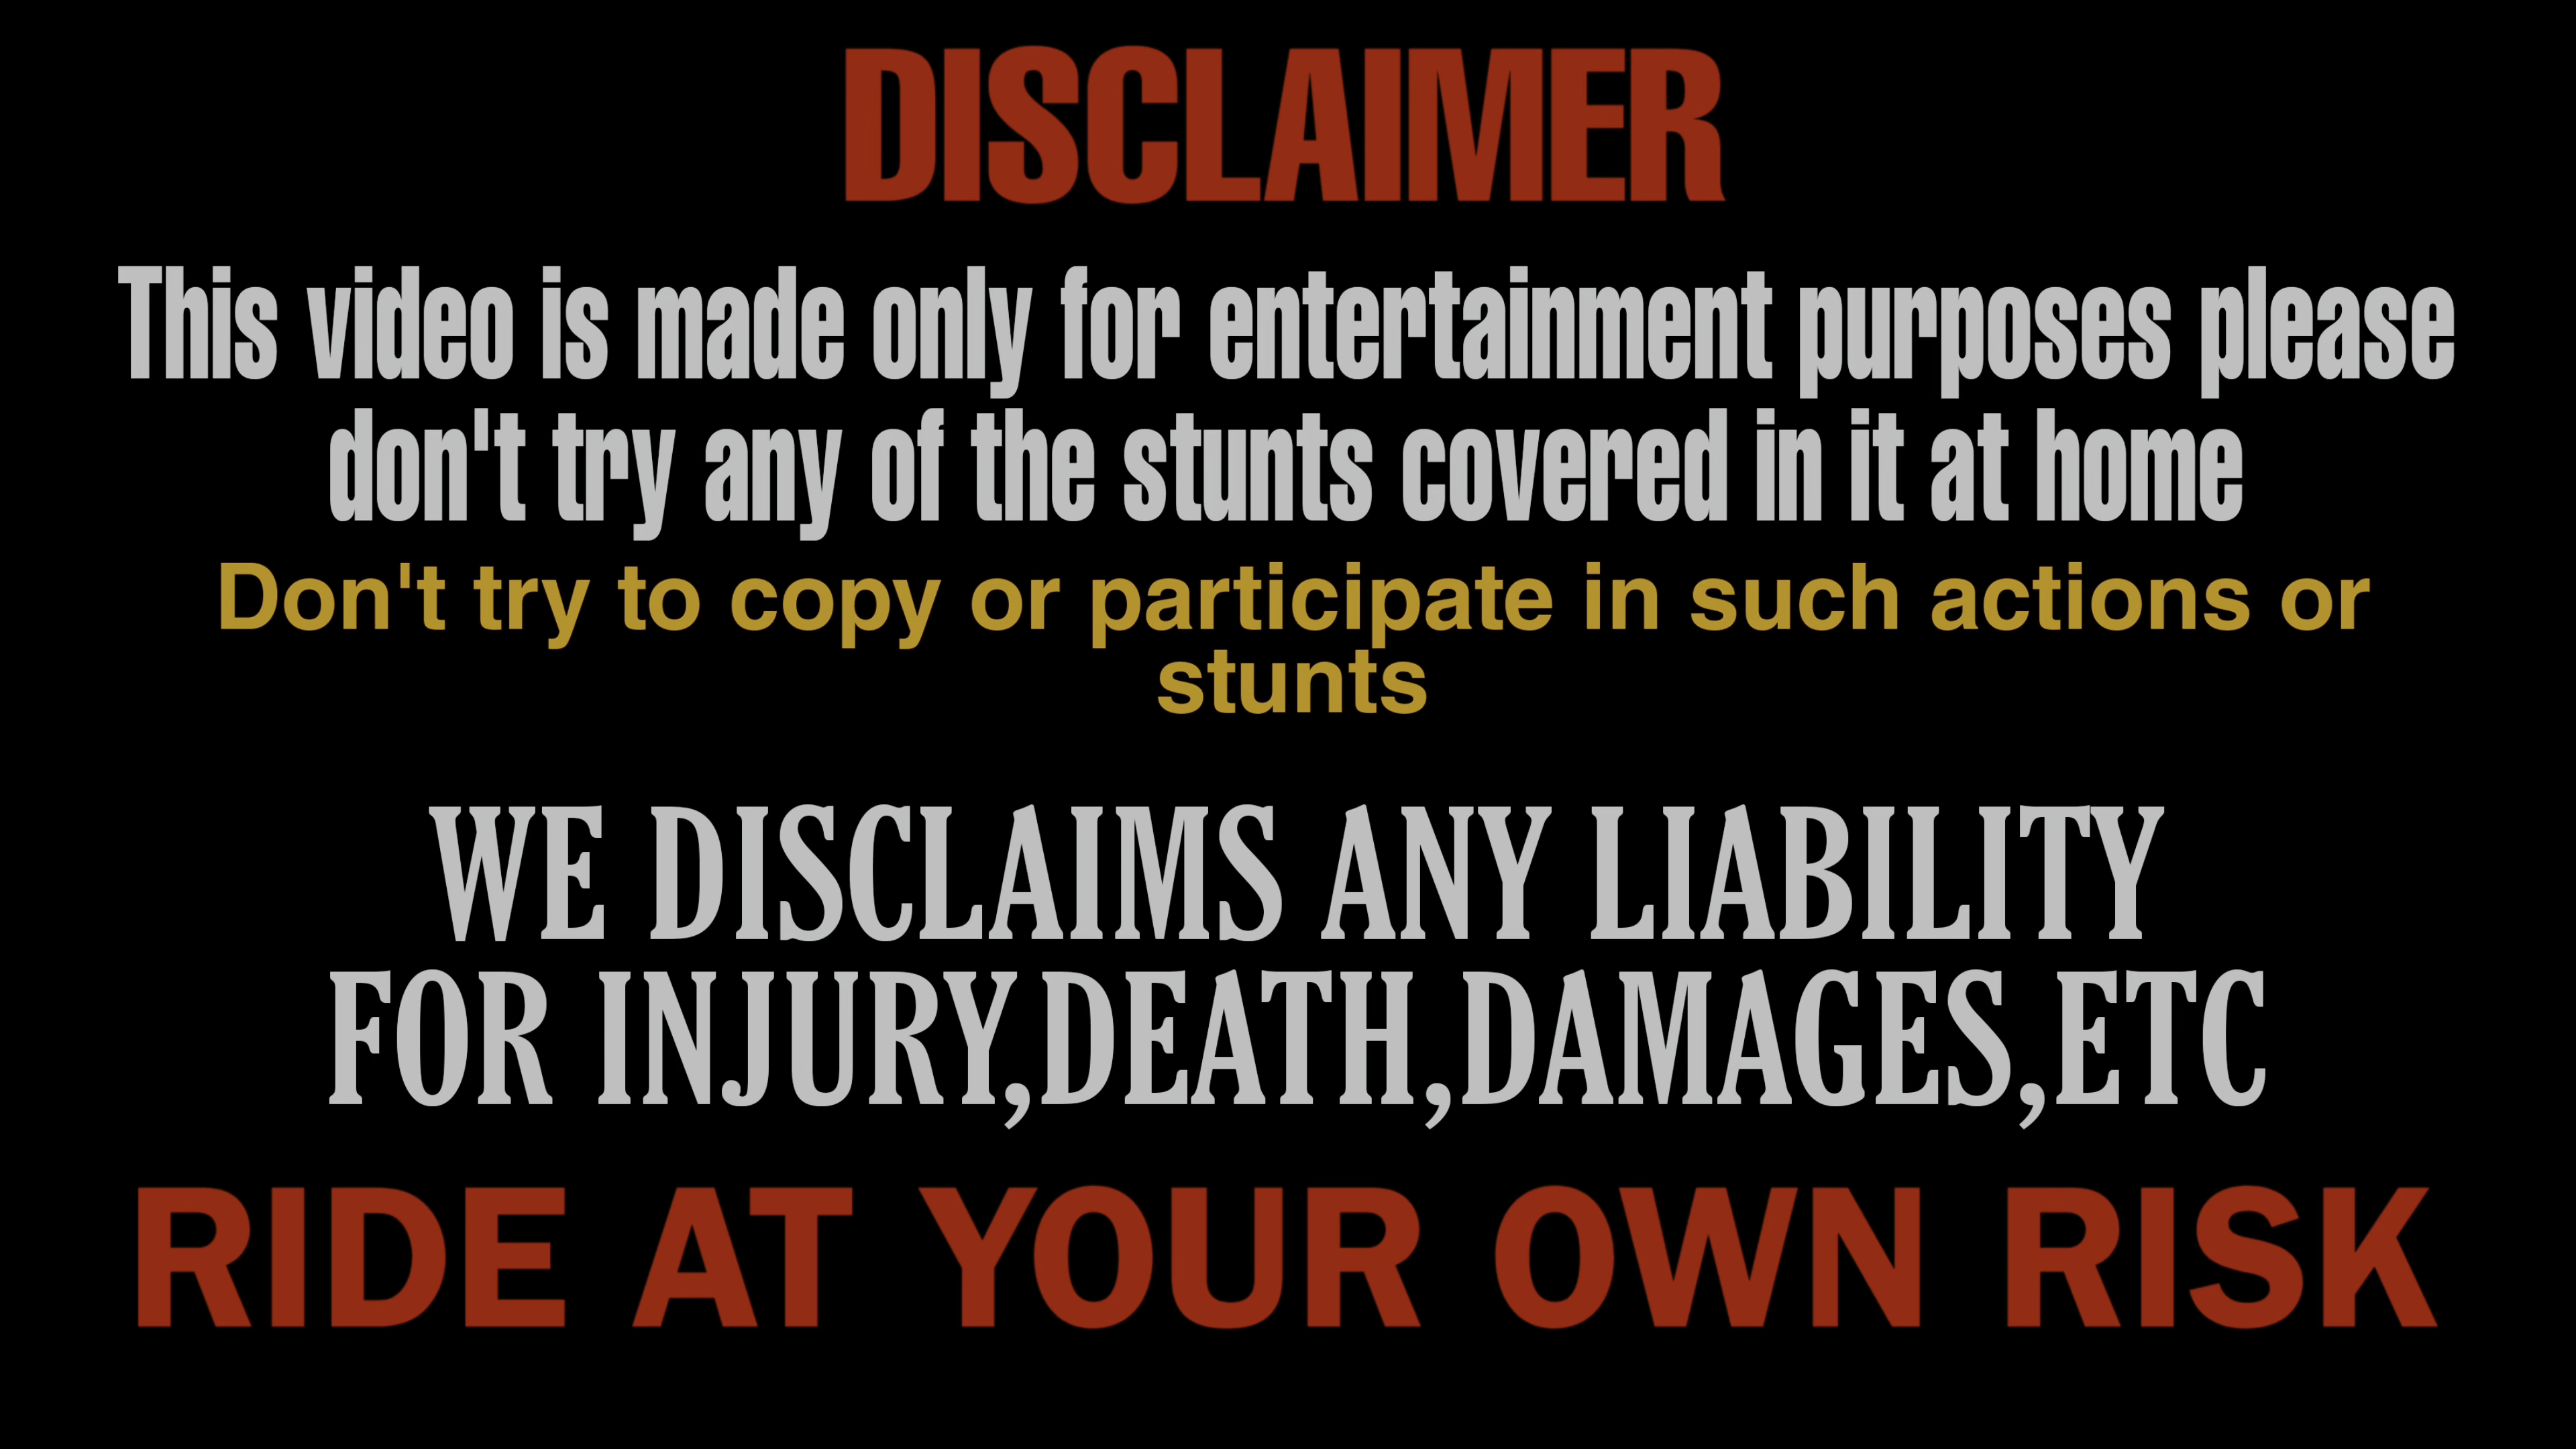 DISCLAIMER
This video is made only for entertainment purposes please
don't try any of the stunts covered in it at home
Don't try to copy or participate in such actions or
stunts
WE DISCLAIMS ANY LIABILITY
FOR INJURY,DEATH,DAMAGES,ETC
RIDE AT YOUR OWN RISK